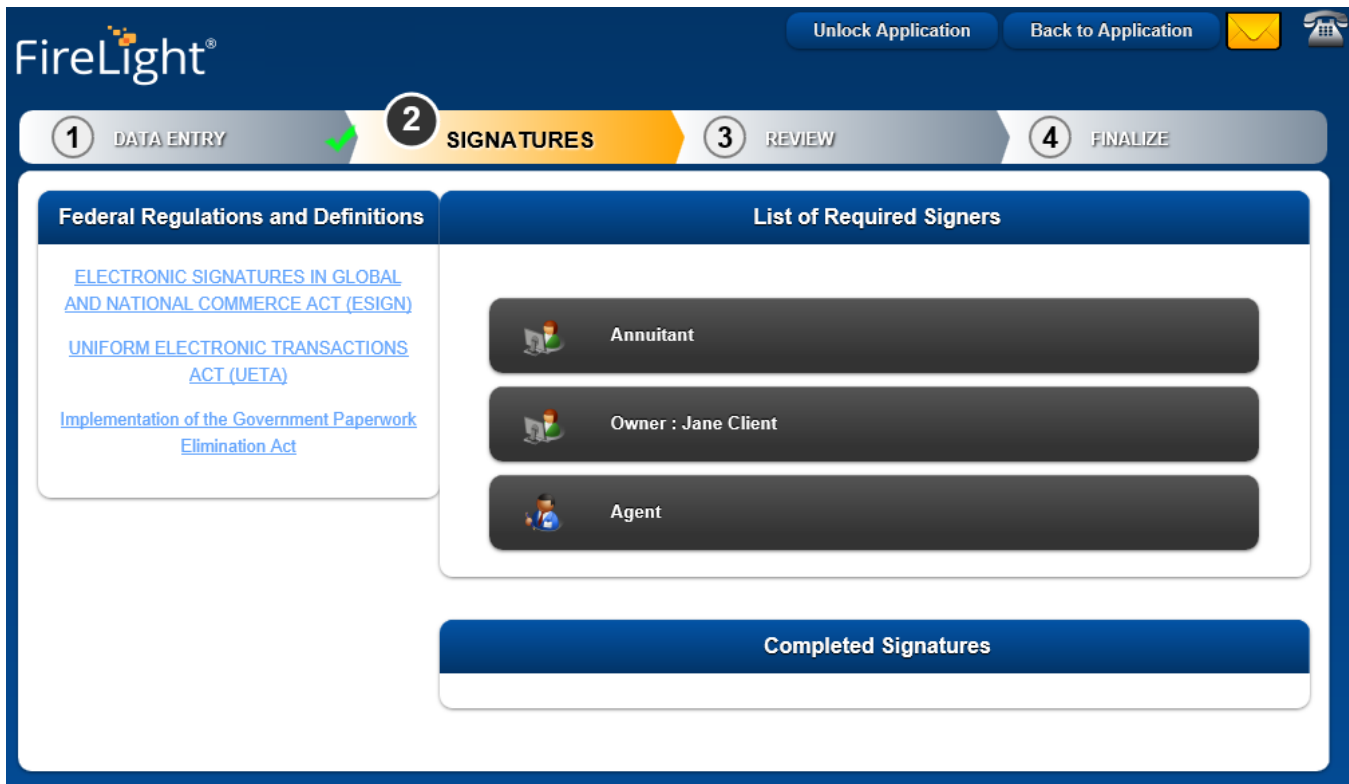 FireLight®
Unlock Application
Back to Application
1 DATA ENTRY
2 SIGNATURES
3 REVIEW
4 FINALIZE
Federal Regulations and Definitions
ELECTRONIC SIGNATURES IN GLOBAL
AND NATIONAL COMMERCE ACT (ESIGN)
UNIFORM ELECTRONIC TRANSACTIONS
ACT (UETA)
Implementation of the Government Paperwork
Elimination Act
List of Required Signers
Annuitant
Owner : Jane Client
Agent
Completed Signatures